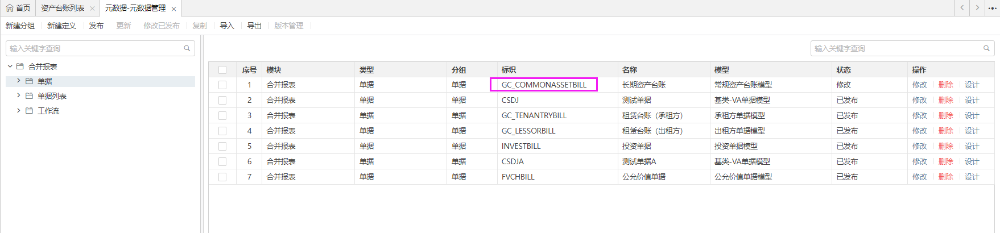 首页 资产台账列表 元数据-元数据管理
新建分组 新建定义 发布 更新 修改已发布 复制 导入 导出 版本管理
输入关键字查询
合并报表
单据
单据列表
工作流
输入关键字查询
序号 模块 类型 分组 标识 名称 模型 状态 操作
1 合并报表 单据 单据 GC_COMMONASSETBILL 长期资产台账 常规资产台账模型 修改 修改 删除 设计
2 合并报表 单据 单据 CSDJ 测试单据 基类-VA单据模型 已发布 修改 删除 设计
3 合并报表 单据 单据 GC_TENANTRYBILL 租赁台账（承租方） 承租方单据模型 已发布 修改 删除 设计
4 合并报表 单据 单据 GC_LESSORBILL 租赁台账（出租方） 出租方单据模型 已发布 修改 删除 设计
5 合并报表 单据 单据 INVESTBILL 投资单据 投资单据模型 已发布 修改 删除 设计
6 合并报表 单据 单据 CSDJA 测试单据A 基类-VA单据模型 已发布 修改 删除 设计
7 合并报表 单据 单据 FVCHBILL 公允价值单据 公允价值单据模型 已发布 修改 删除 设计